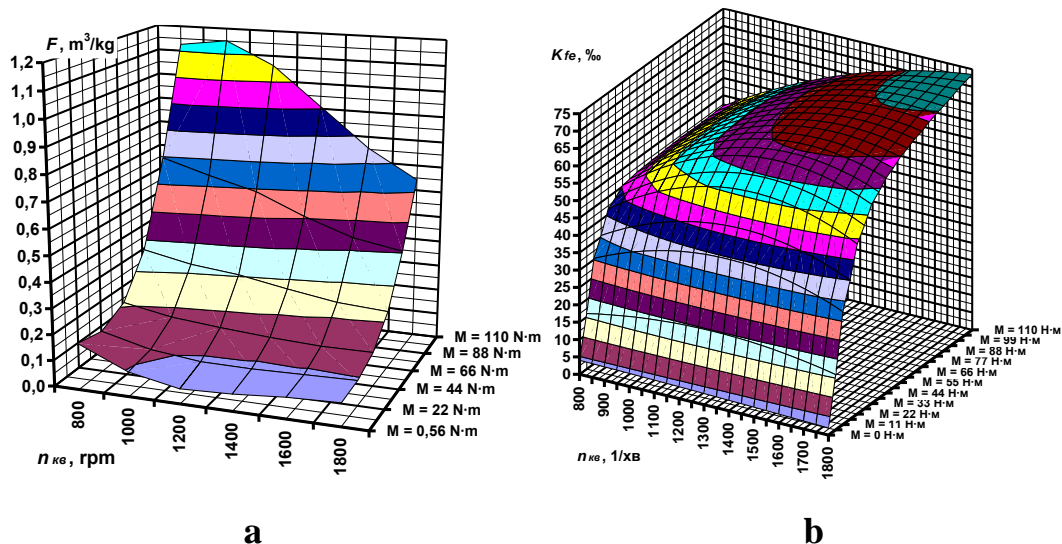 F, m³/kg
1,2
1,1
1,0
0,9
0,8
0,7
0,6
0,5
0,4
0,3
0,2
0,1
0,0
800
1000
1200
1400
1600
1800
nкв, rpm
M = 110 N·m
M = 88 N·m
M = 66 N·m
M = 44 N·m
M = 22 N·m
M = 0,56 N·m
a
Kfe, ‰
75
70
65
60
55
50
45
40
35
30
25
20
15
10
5
0
800
900
1000
1100
1200
1300
1400
1500
1600
1700
1800
nкв, 1/хв
M = 110 Н·м
M = 99 Н·м
M = 88 Н·м
M = 77 Н·м
M = 66 Н·м
M = 55 Н·м
M = 44 Н·м
M = 33 Н·м
M = 22 Н·м
M = 11 Н·м
M = 0 Н·м
b